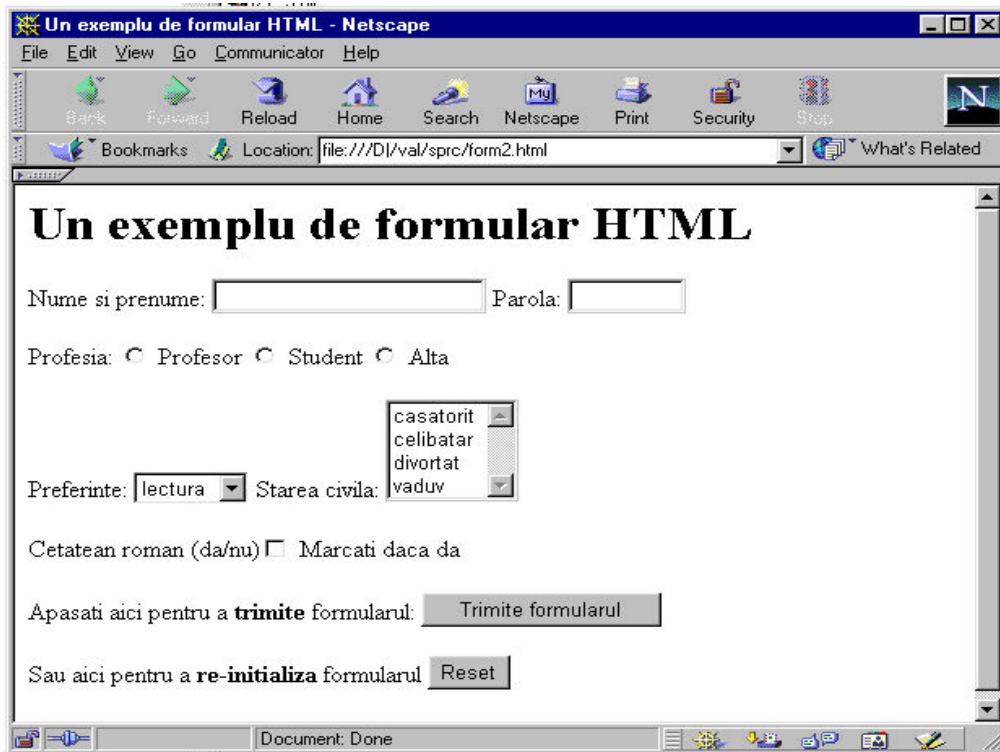 Un exemplu de formular HTML - Netscape
File Edit View Go Communicator Help
Back Forward Reload Home Search Netscape Print Security Stop
My
N
Bookmarks Location: file:///D|/val/sprc/form2.html What's Related
Un exemplu de formular HTML
Nume si prenume: Parola:
Profesia: Profesor Student Alta
casatorit
celibatar
divortat
Preferinte: lectura Starea civila: vaduv
Cetatean roman (da/nu) Marcati daca da
Apasati aici pentru a trimite formularul: Trimite formularul
Sau aici pentru a re-initializa formularul Reset
Document: Done